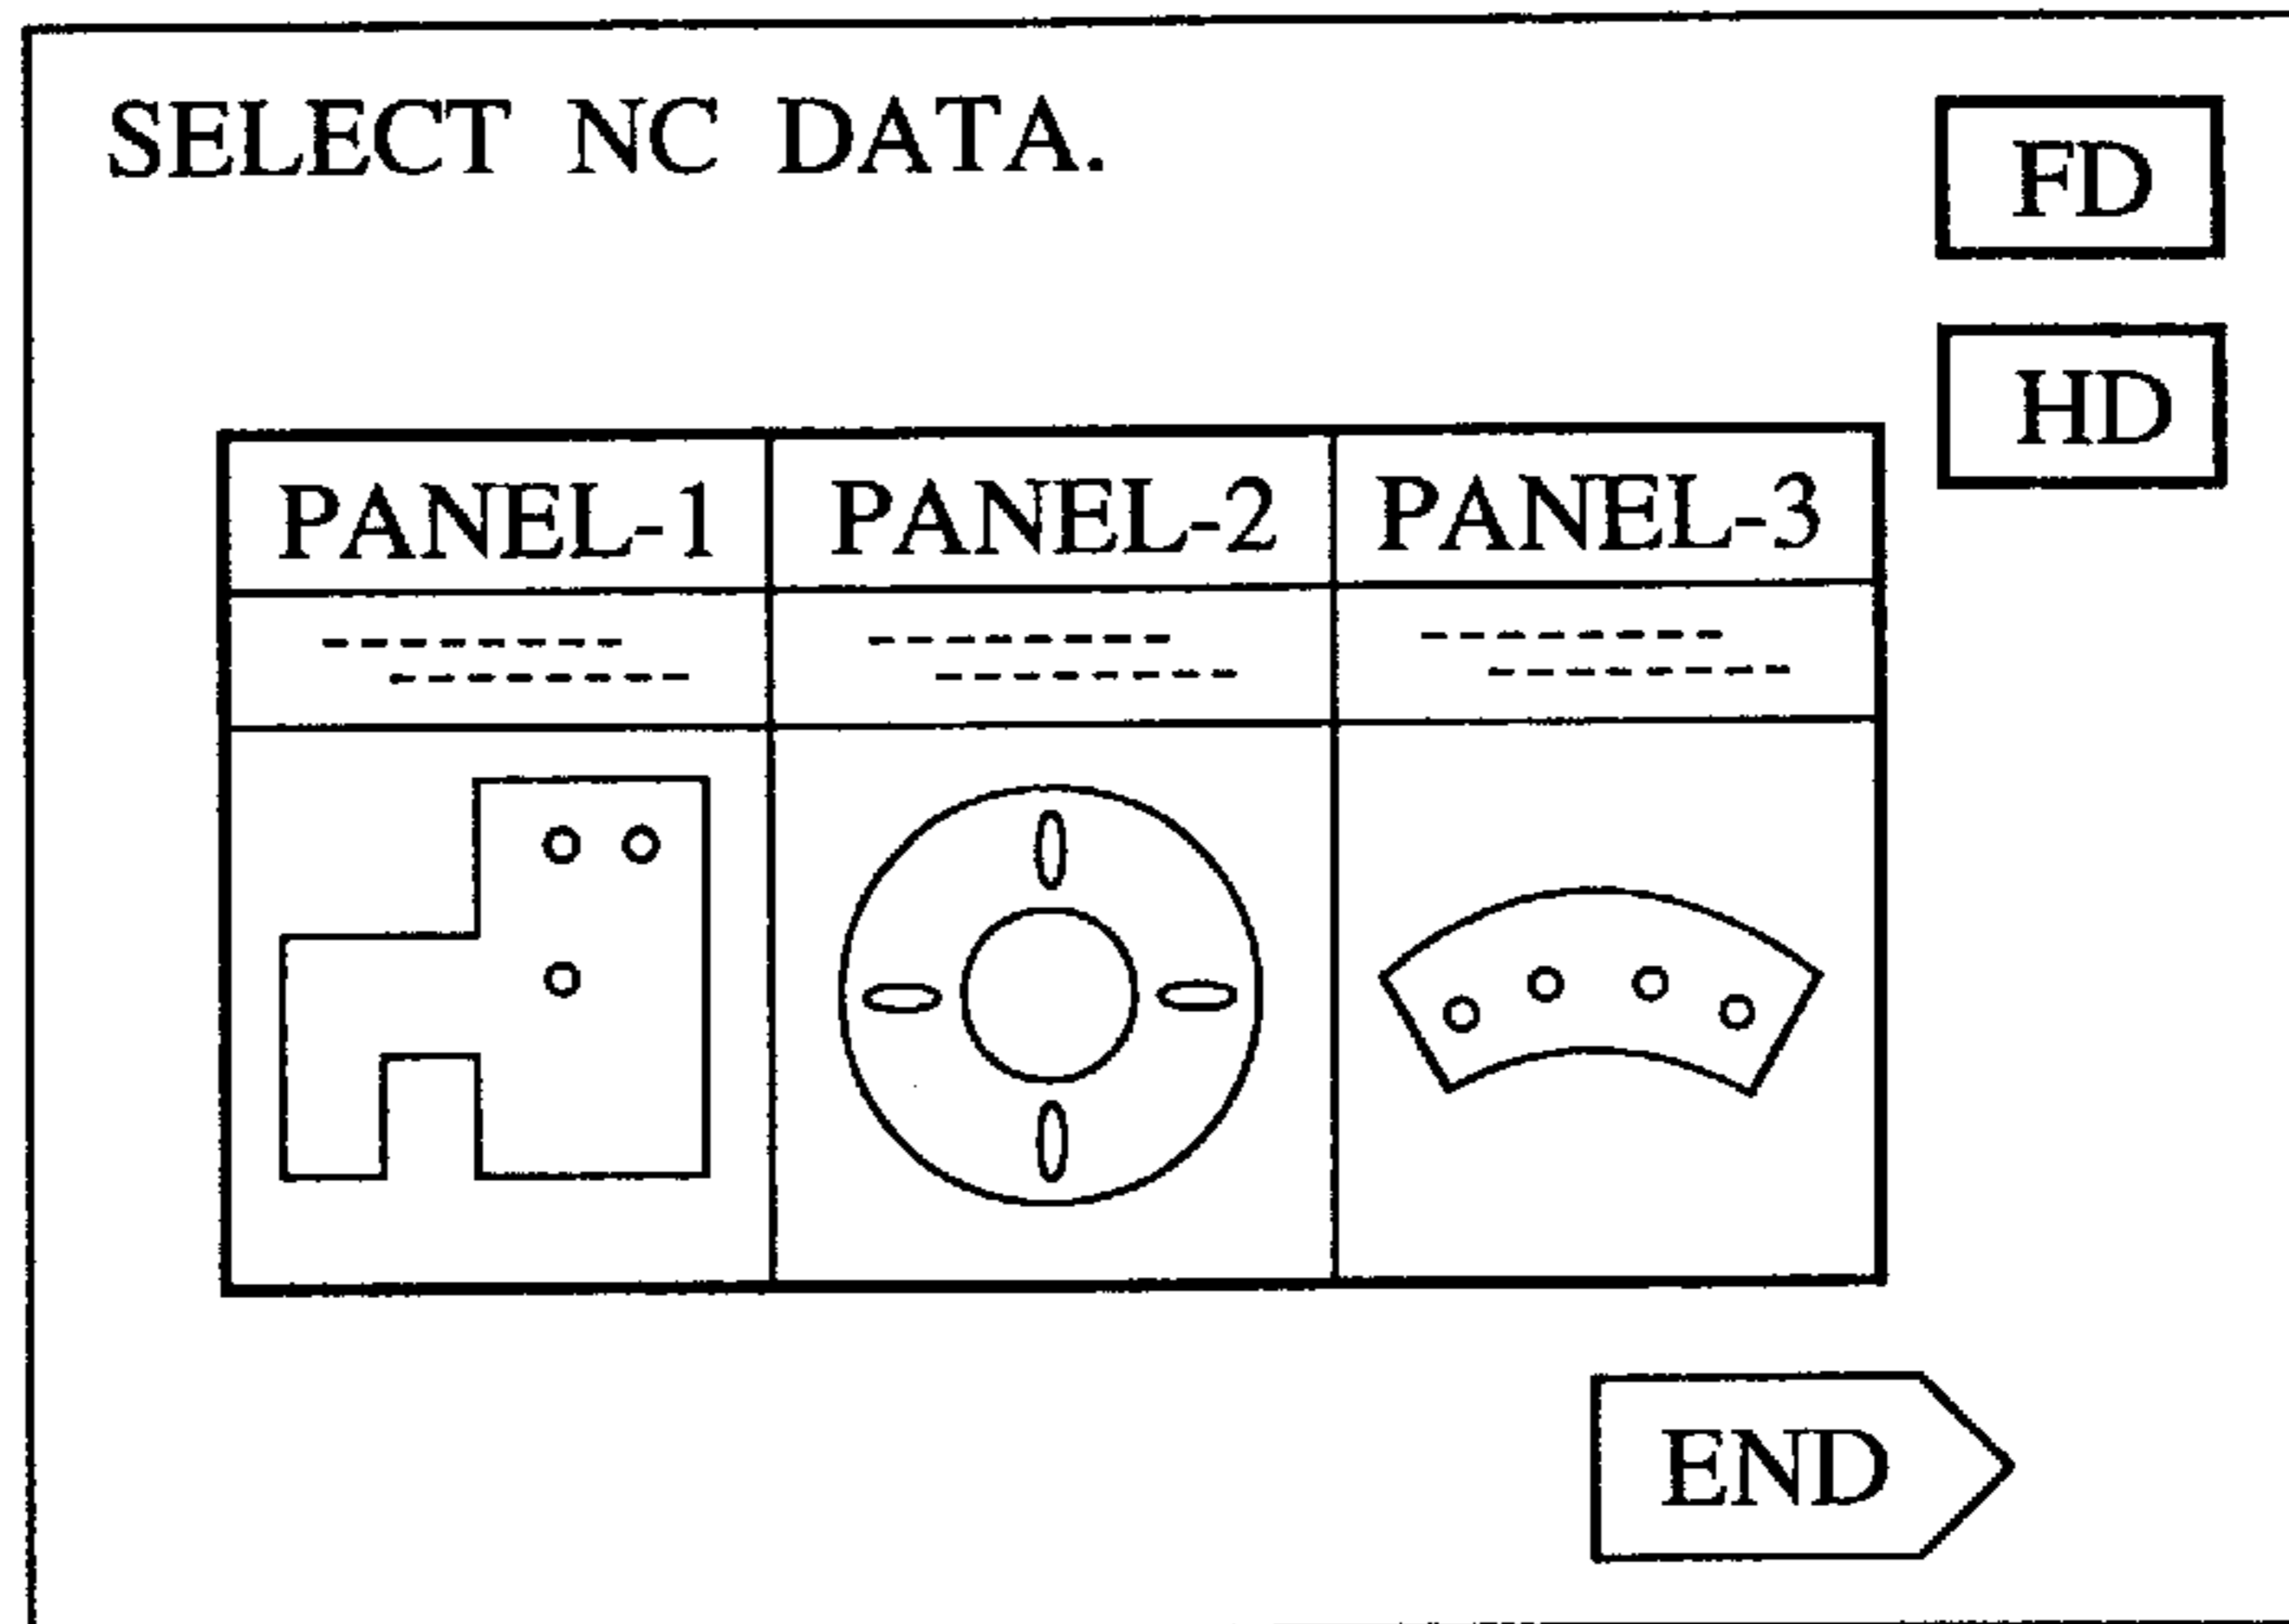 SELECT NC DATA.
FD
HD
PANEL-1 PANEL-2 PANEL-3
END